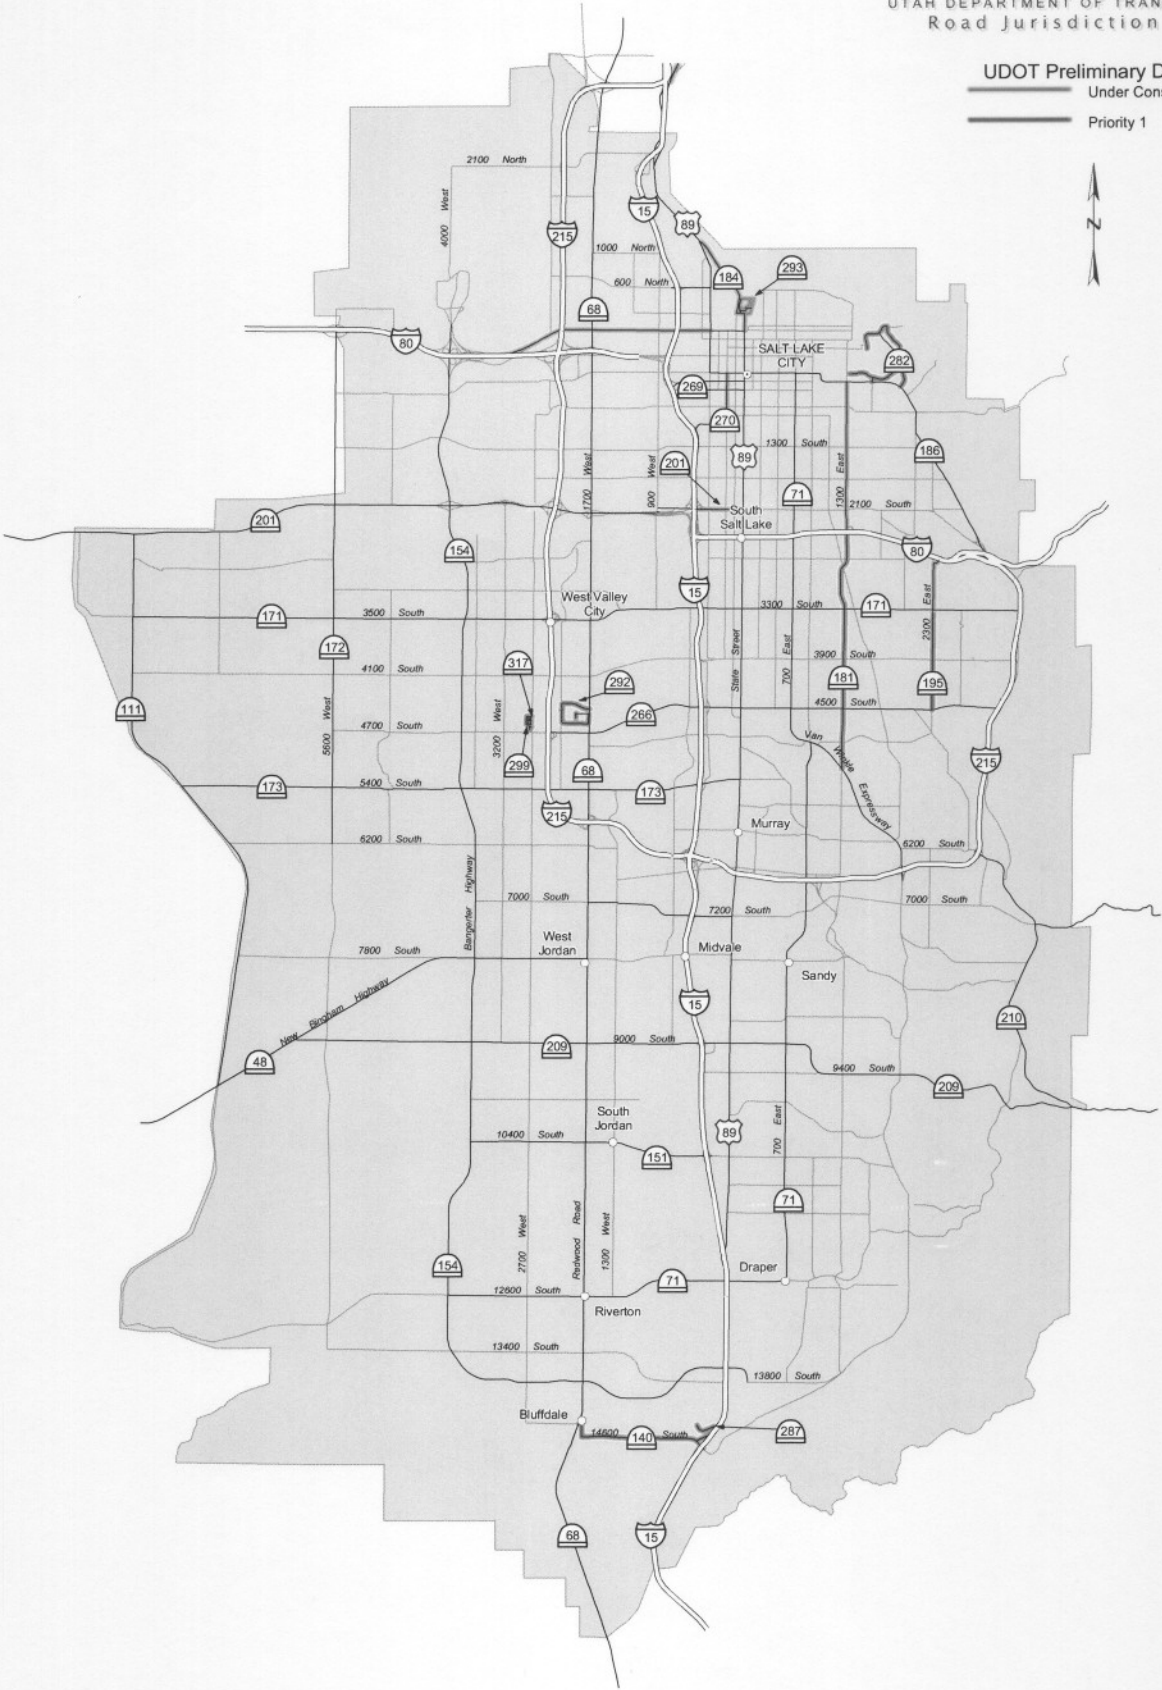 UTAH DEPARTMENT OF TRAN
Road Jurisdiction
UDOT Preliminary D
Under Cons
Priority 1
N
2100 North
4000 West
15
89
215
1000 North
184
293
600 North
68
80
SALT LAKE
CITY
282
269
270
1300 South
186
89
201
1700 West
900 West
71
1300 East
2100 South
201
South
Salt Lake
154
80
15
West Valley
City
171
3500 South
3300 South
171
2300 East
172
State Street
700 East
3900 South
317
4100 South
292
181
195
111
5600 West
3200 West
266
4500 South
4700 South
Van Winkle Expressway
299
68
215
173
5400 South
173
215
Murray
6200 South
6200 South
Bangerter Highway
7000 South
7200 South
7000 South
West
Jordan
7800 South
Midvale
Sandy
New Bingham Highway
15
210
48
209
9000 South
9400 South
209
South
Jordan
10400 South
151
89
700 East
71
2700 West
Redwood Road
1300 West
154
Draper
71
12600 South
Riverton
13400 South
13800 South
Bluffdale
14600 South
140
287
68
15